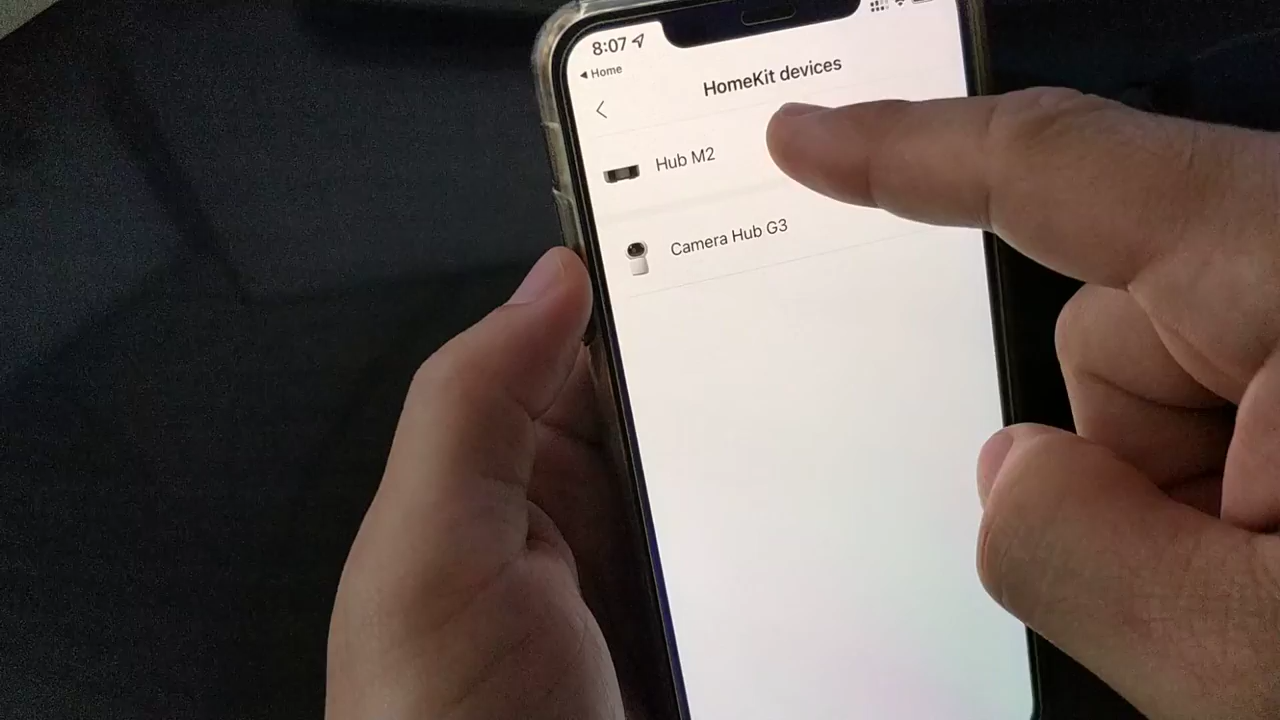 8:07
◀ Home
HomeKit devices
Hub M2
Camera Hub G3